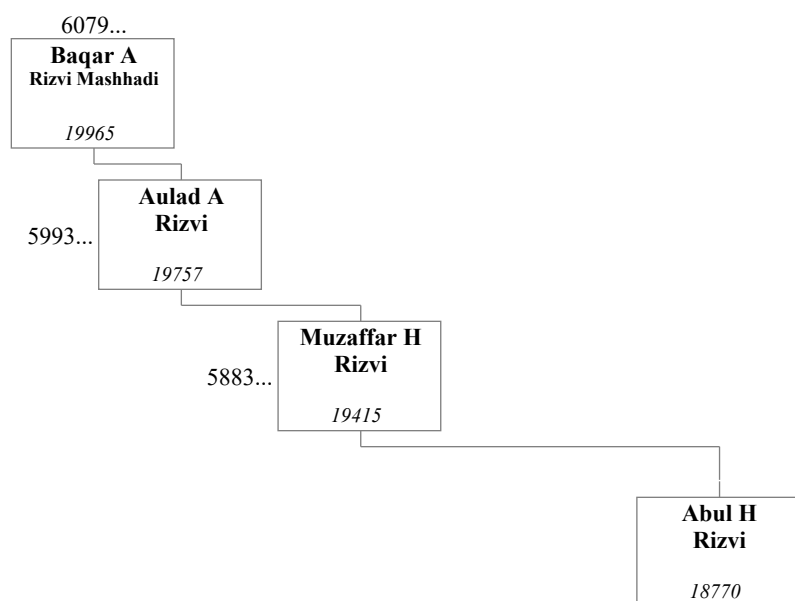 6079...
Baqar A
Rizvi Mashhadi
19965
Aulad A
Rizvi
5993...
19757
Muzaffar H
Rizvi
5883...
19415
Abul H
Rizvi
18770